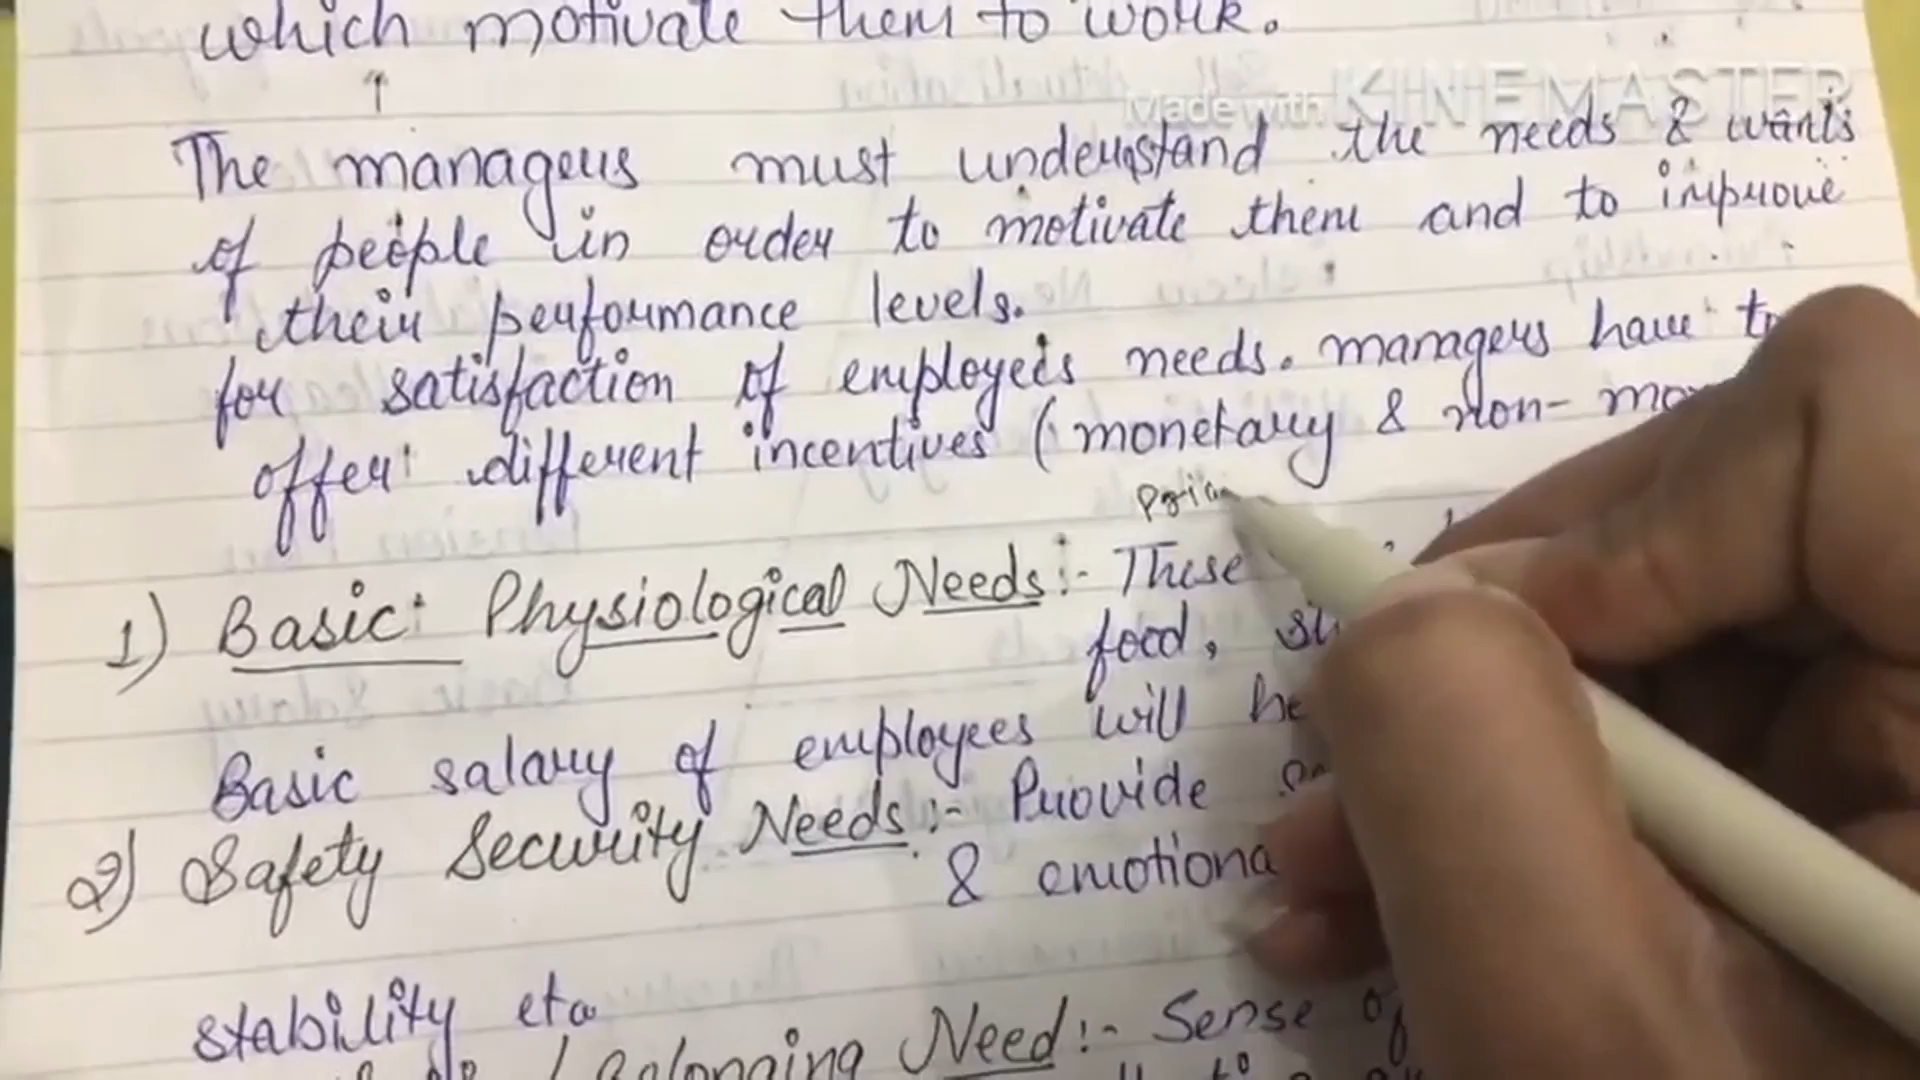 which motivate them to work.
Made with KINEMASTER
The managers must understand the needs & wants
of people in order to motivate them and to improve
their performance levels.
for satisfaction of employees needs. managers have to
offer different incentives (monetary & non-
1) Basic Physiological Needs:- These
food,
Basic salary of employees will
2) Safety Security Needs:- Provide
& emotional
stability etc
Belonging Need:- Sense of